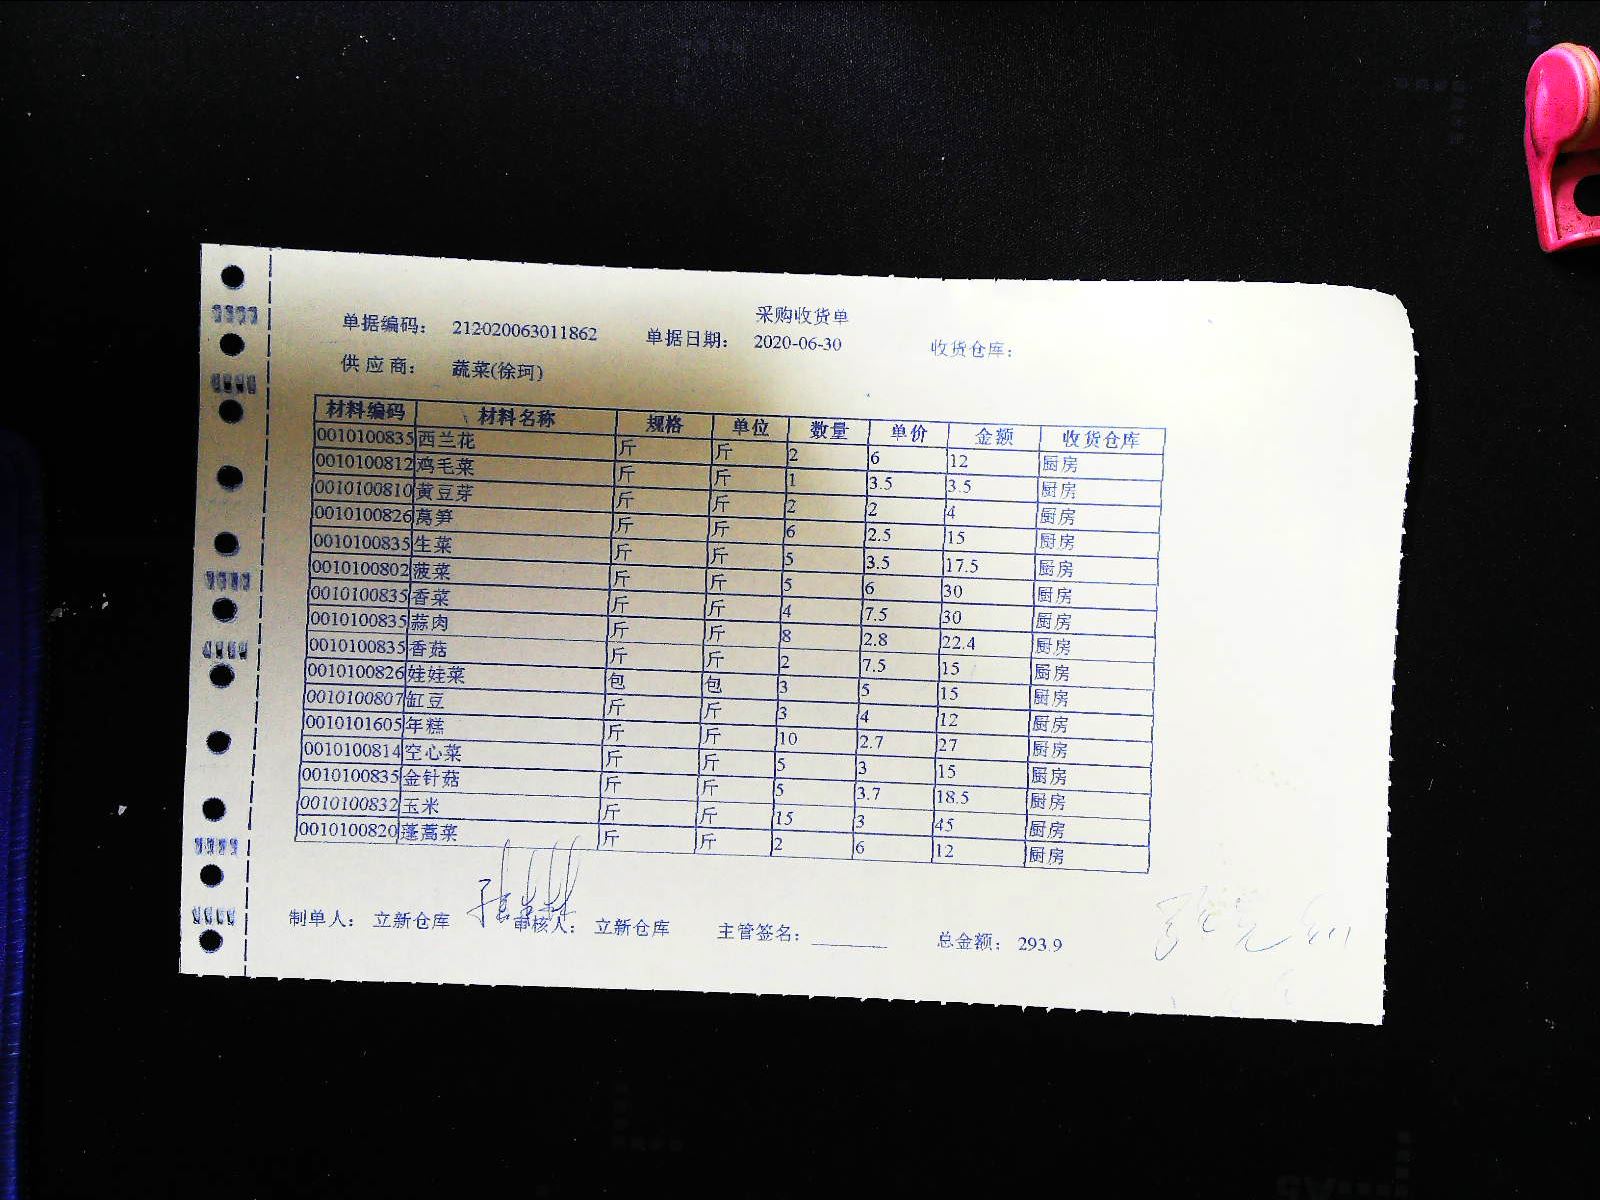 采购收货单
单据编码： 212020063011862 单据日期： 2020-06-30 收货仓库：
供 应 商： 蔬菜(徐珂)
材料编码 材料名称 规格 单位 数量 单价 金额 收货仓库
0010100835 西兰花 斤 斤 2 6 12 厨房
0010100812 鸡毛菜 斤 斤 1 3.5 3.5 厨房
0010100810 黄豆芽 斤 斤 2 2 4 厨房
0010100826 莴笋 斤 斤 6 2.5 15 厨房
0010100835 生菜 斤 斤 5 3.5 17.5 厨房
0010100802 菠菜 斤 斤 5 6 30 厨房
0010100835 香菜 斤 斤 4 7.5 30 厨房
0010100835 蒜肉 斤 斤 8 2.8 22.4 厨房
0010100835 香菇 斤 斤 2 7.5 15 厨房
0010100826 娃娃菜 包 包 3 5 15 厨房
0010100807 缸豆 斤 斤 3 4 12 厨房
0010101605 年糕 斤 斤 10 2.7 27 厨房
0010100814 空心菜 斤 斤 5 3 15 厨房
0010100835 金针菇 斤 斤 5 3.7 18.5 厨房
0010100832 玉米 斤 斤 15 3 45 厨房
0010100820 蓬蒿菜 斤 斤 2 6 12 厨房
制单人： 立新仓库 审核人： 立新仓库 主管签名： 总金额： 293.9